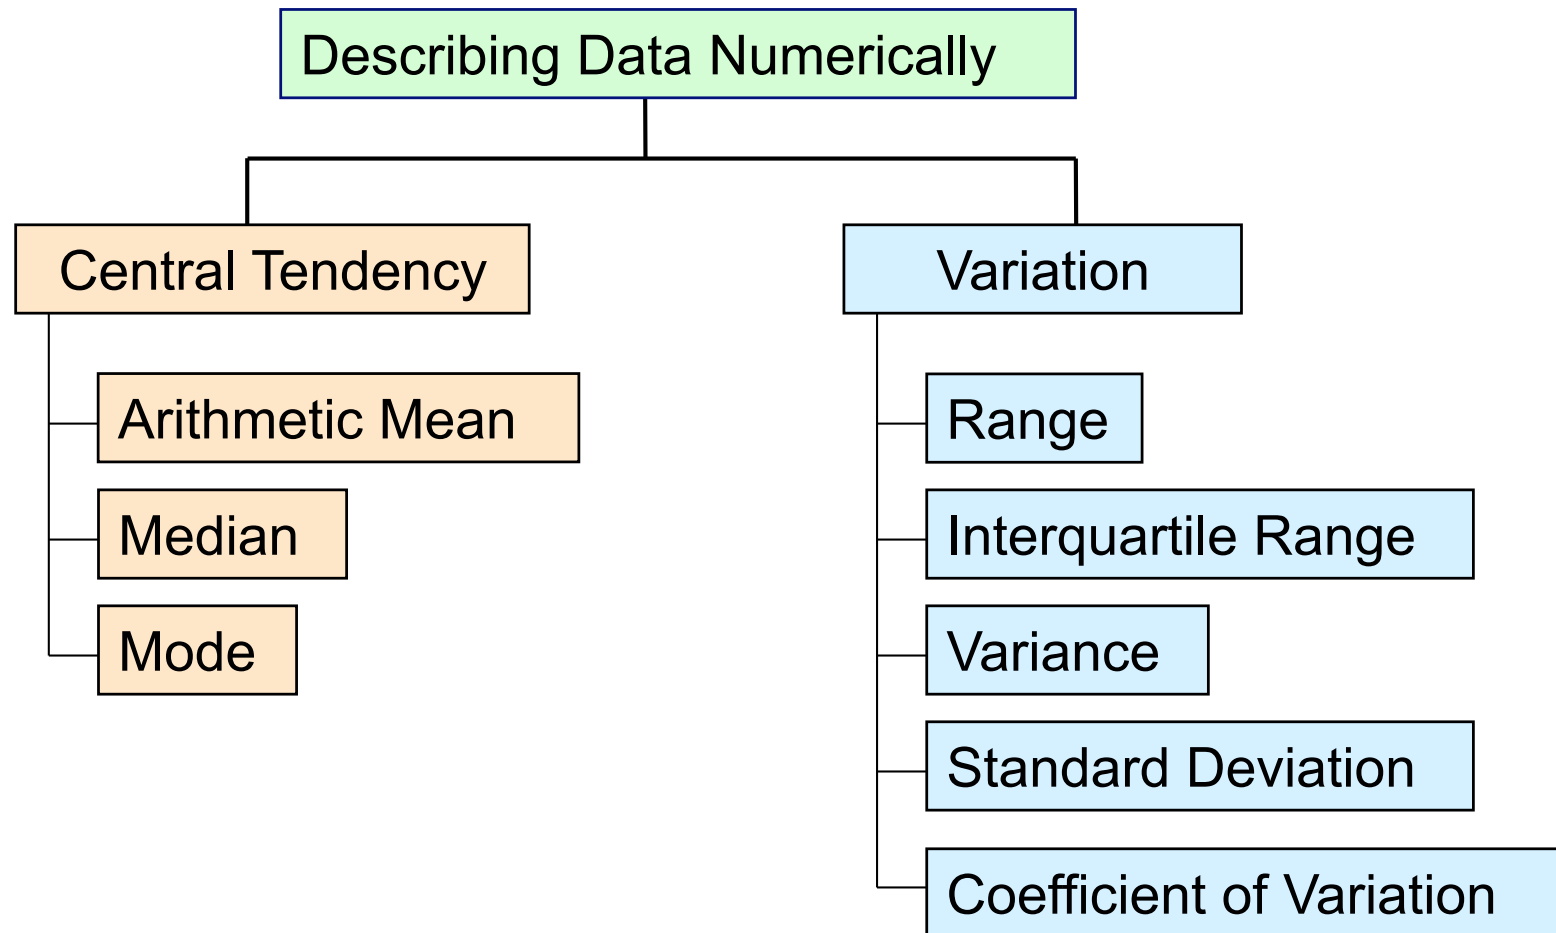 Describing Data Numerically
Central Tendency
Arithmetic Mean
Median
Mode
Variation
Range
Interquartile Range
Variance
Standard Deviation
Coefficient of Variation